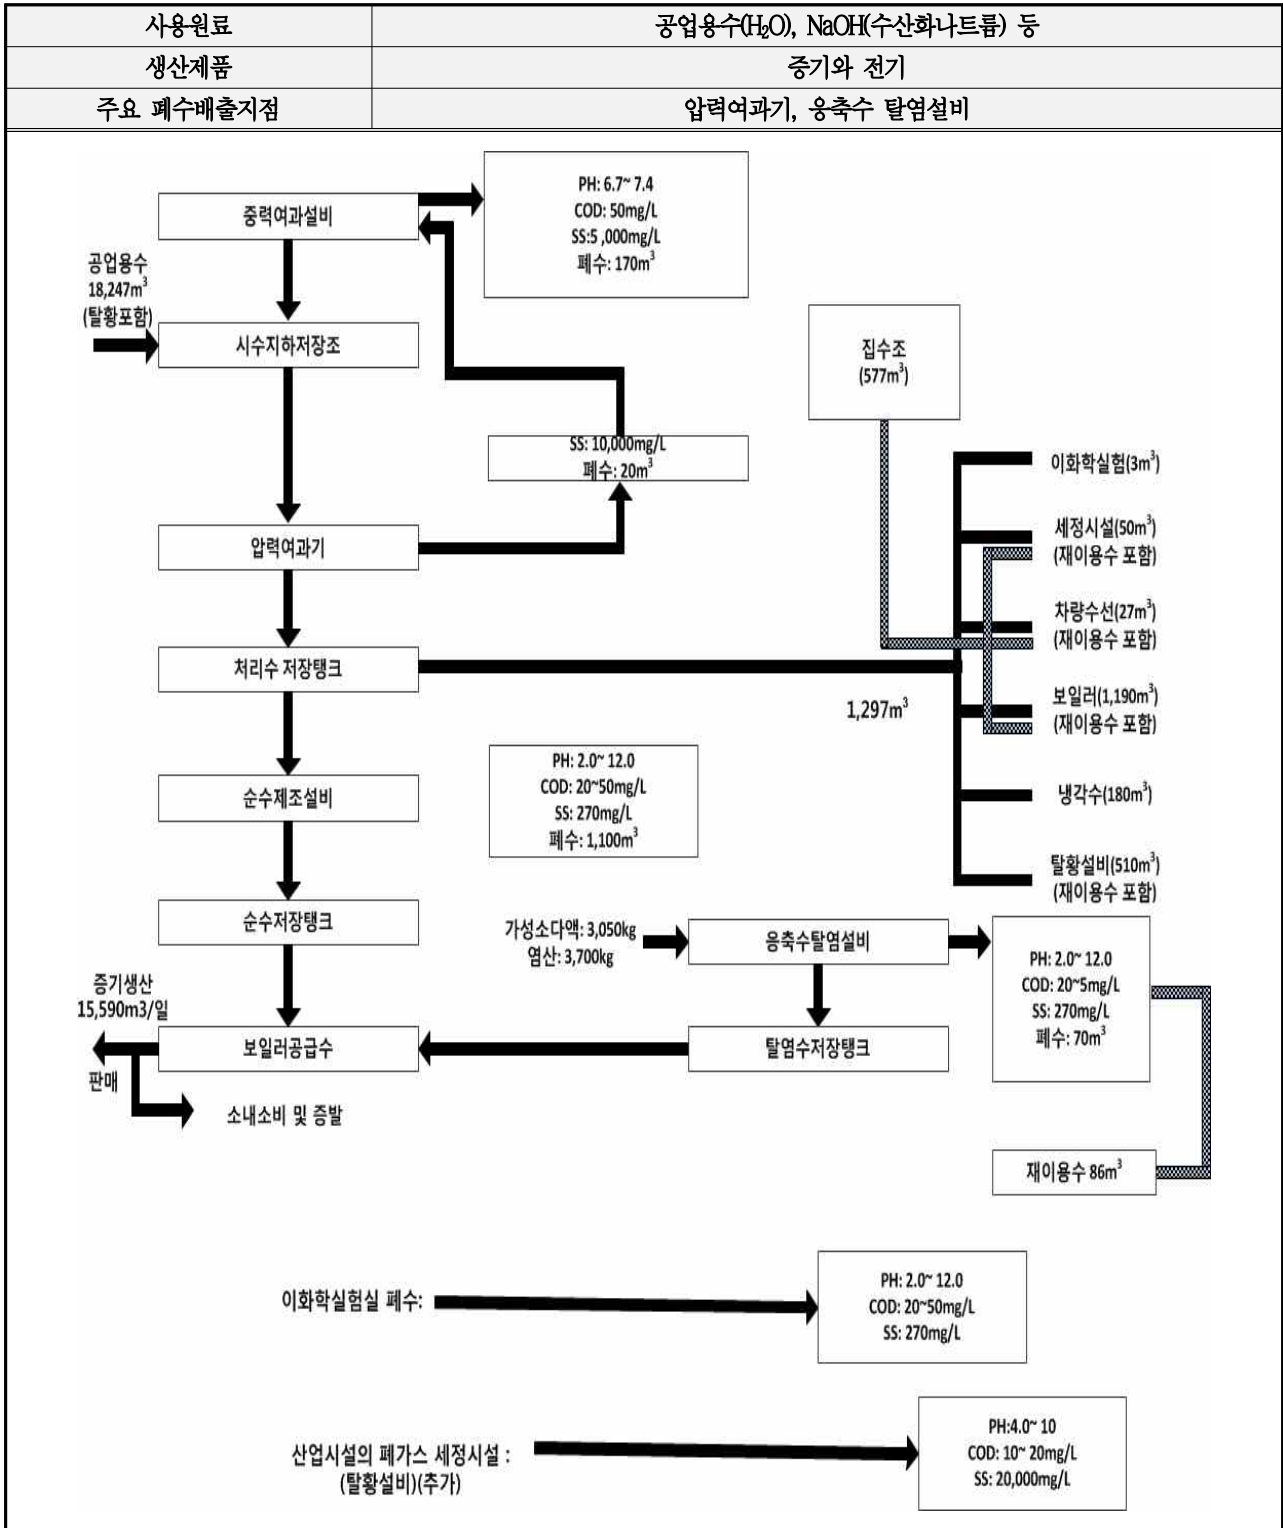 사용원료
공업용수(H₂O), NaOH(수산화나트륨) 등
생산제품
증기와 전기
주요 폐수배출지점
압력여과기, 응축수 탈염설비
중력여과설비
PH: 6.7~ 7.4
COD: 50mg/L
SS:5 ,000mg/L
폐수: 170m³
공업용수
18,247m³
(탈황포함)
시수지하저장조
집수조
(577m³)
SS: 10,000mg/L
폐수: 20m³
이화학실험(3m³)
압력여과기
세정시설(50m³)
(재이용수 포함)
차량수선(27m³)
(재이용수 포함)
처리수 저장탱크
1,297m³
보일러(1,190m³)
(재이용수 포함)
순수제조설비
PH: 2.0~ 12.0
COD: 20~50mg/L
SS: 270mg/L
폐수: 1,100m³
냉각수(180m³)
탈황설비(510m³)
(재이용수 포함)
순수저장탱크
가성소다액: 3,050kg
염산: 3,700kg
응축수탈염설비
PH: 2.0~ 12.0
COD: 20~5mg/L
SS: 270mg/L
폐수: 70m³
증기생산
15,590m3/일
보일러공급수
탈염수저장탱크
판매
소내소비 및 증발
재이용수 86m³
이화학실험실 폐수:
PH: 2.0~ 12.0
COD: 20~50mg/L
SS: 270mg/L
산업시설의 폐가스 세정시설 :
(탈황설비)(추가)
PH:4.0~ 10
COD: 10~ 20mg/L
SS: 20,000mg/L